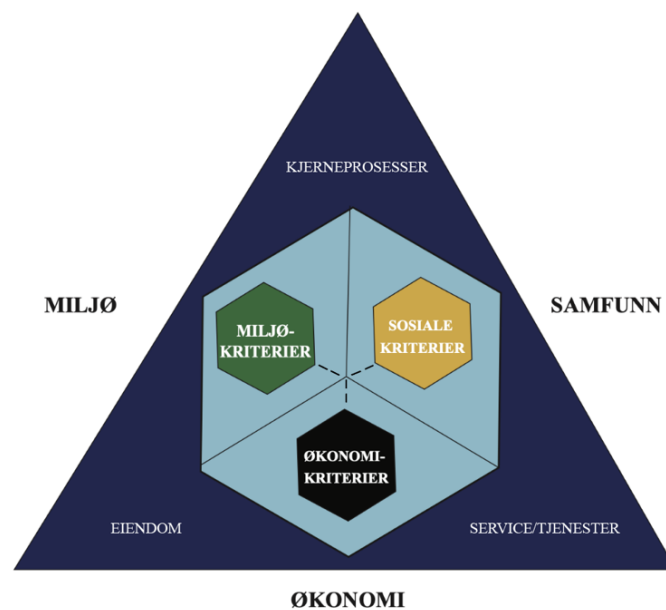 KJERNEPROSESSER
MILJØ
SAMFUNN
MILJØ-
KRITERIER
SOSIALE
KRITERIER
ØKONOMI-
KRITERIER
EIENDOM
SERVICE/TJENESTER
ØKONOMI